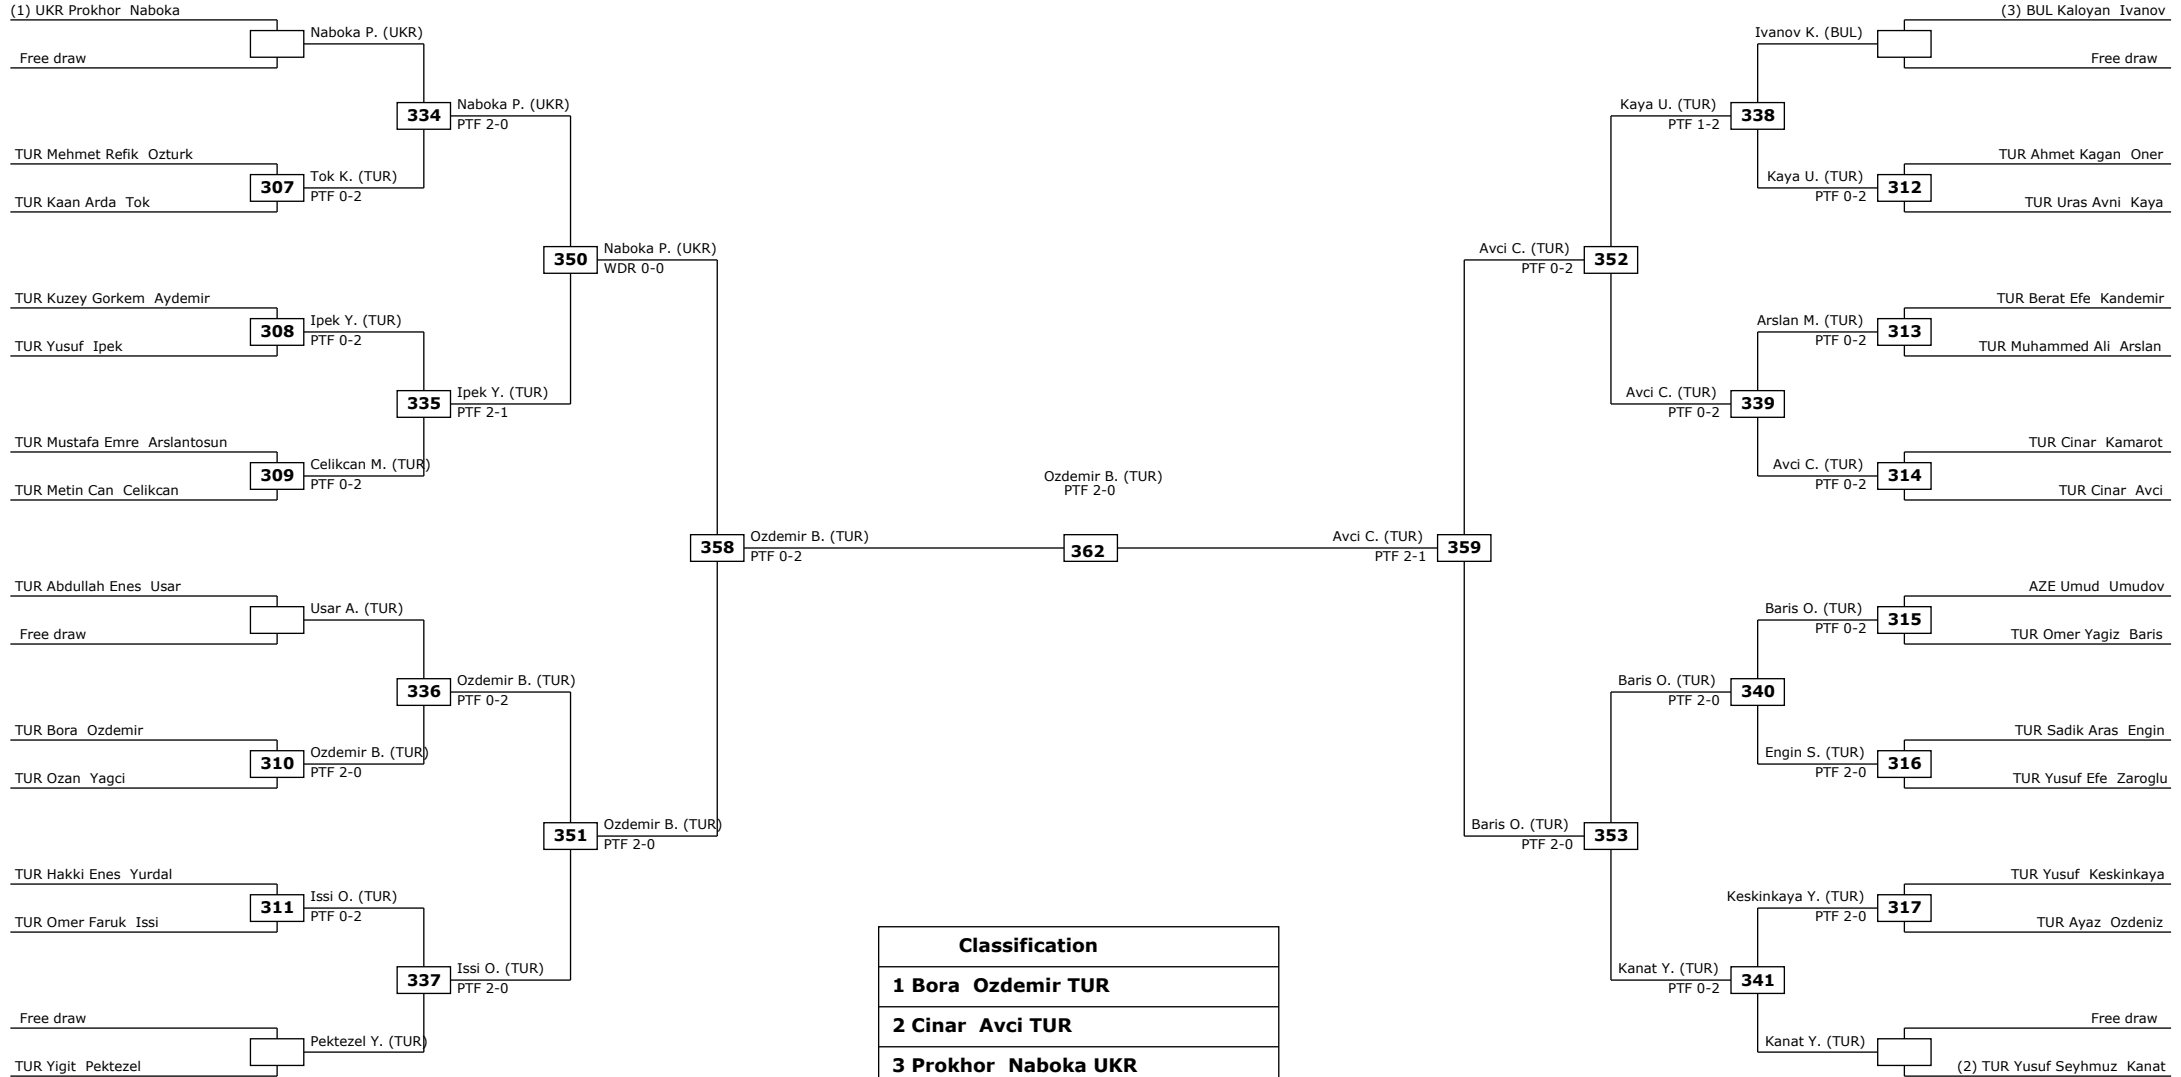 (1) UKR Prokhor Naboka
Naboka P. (UKR)
Free draw
334
Naboka P. (UKR)
PTF 2-0
TUR Mehmet Refik Ozturk
307
Tok K. (TUR)
PTF 0-2
TUR Kaan Arda Tok
350
Naboka P. (UKR)
WDR 0-0
TUR Kuzey Gorkem Aydemir
308
Ipek Y. (TUR)
PTF 0-2
TUR Yusuf Ipek
335
Ipek Y. (TUR)
PTF 2-1
TUR Mustafa Emre Arslantosun
309
Celikcan M. (TUR)
PTF 0-2
TUR Metin Can Celikcan
358
Ozdemir B. (TUR)
PTF 0-2
TUR Abdullah Enes Usar
Usar A. (TUR)
Free draw
336
Ozdemir B. (TUR)
PTF 0-2
TUR Bora Ozdemir
310
Ozdemir B. (TUR)
PTF 2-0
TUR Ozan Yagci
351
Ozdemir B. (TUR)
PTF 2-0
TUR Hakki Enes Yurdal
311
Issi O. (TUR)
PTF 0-2
TUR Omer Faruk Issi
337
Issi O. (TUR)
PTF 2-0
Free draw
Pektezel Y. (TUR)
TUR Yigit Pektezel
Ozdemir B. (TUR)
PTF 2-0
362
Classification
1 Bora Ozdemir TUR
2 Cinar Avci TUR
3 Prokhor Naboka UKR
(3) BUL Kaloyan Ivanov
Ivanov K. (BUL)
Free draw
Kaya U. (TUR)
PTF 1-2
338
TUR Ahmet Kagan Oner
Kaya U. (TUR)
PTF 0-2
312
TUR Uras Avni Kaya
Avci C. (TUR)
PTF 0-2
352
TUR Berat Efe Kandemir
Arslan M. (TUR)
PTF 0-2
313
TUR Muhammed Ali Arslan
Avci C. (TUR)
PTF 0-2
339
TUR Cinar Kamarot
Avci C. (TUR)
PTF 0-2
314
TUR Cinar Avci
Avci C. (TUR)
PTF 2-1
359
AZE Umud Umudov
Baris O. (TUR)
PTF 0-2
315
TUR Omer Yagiz Baris
Baris O. (TUR)
PTF 2-0
340
TUR Sadik Aras Engin
Engin S. (TUR)
PTF 2-0
316
TUR Yusuf Efe Zaroglu
Baris O. (TUR)
PTF 2-0
353
TUR Yusuf Keskinkaya
Keskinkaya Y. (TUR)
PTF 2-0
317
TUR Ayaz Ozdeniz
Kanat Y. (TUR)
PTF 0-2
341
Free draw
Kanat Y. (TUR)
(2) TUR Yusuf Seyhmuz Kanat